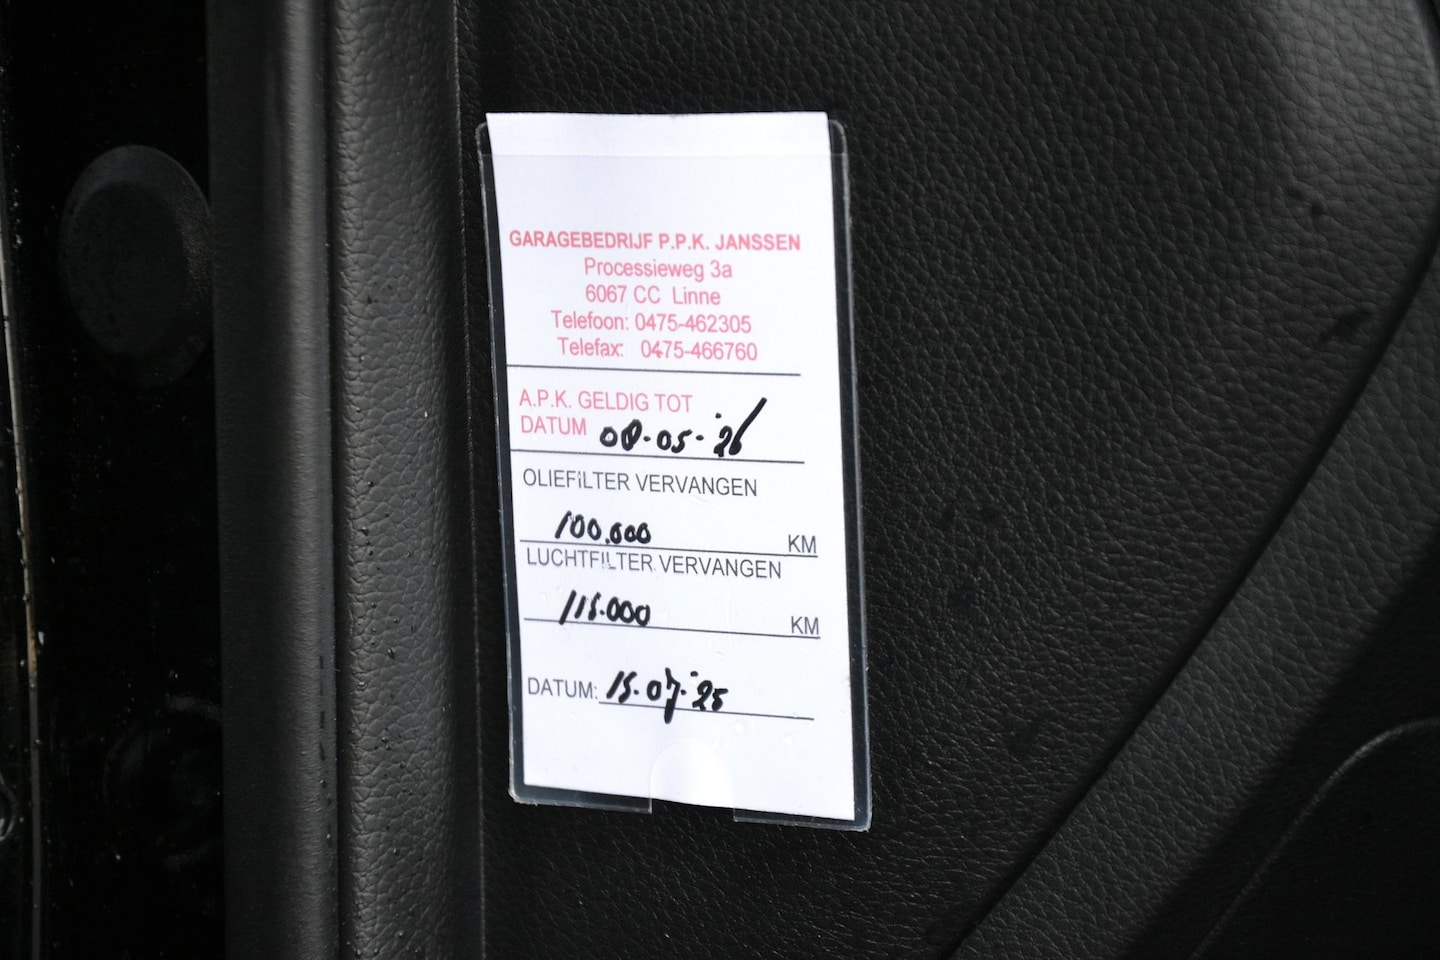 GARAGEBEDRIJF P.P.K. JANSSEN
Processieweg 3a
6067 CC Linne
Telefoon: 0475-462305
Telefax: 0475-466760
A.P.K. GELDIG TOT
DATUM 08-05-'26
OLIEFILTER VERVANGEN
100.000 KM
LUCHTFILTER VERVANGEN
115.000 KM
DATUM: 15-07-'25